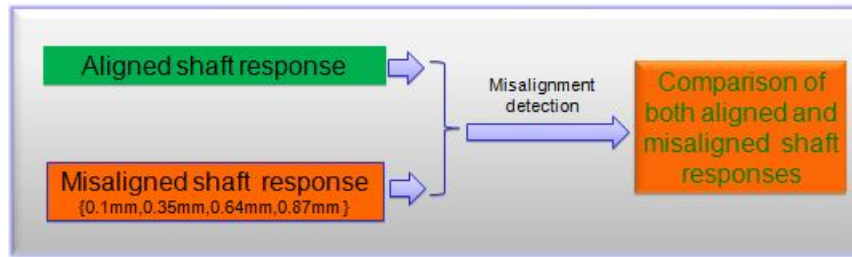 Aligned shaft response
Misaligned shaft response
{0.1mm,0.35mm,0.64mm,0.87mm }
Misalignment
detection
Comparison of
both aligned and
misaligned shaft
responses